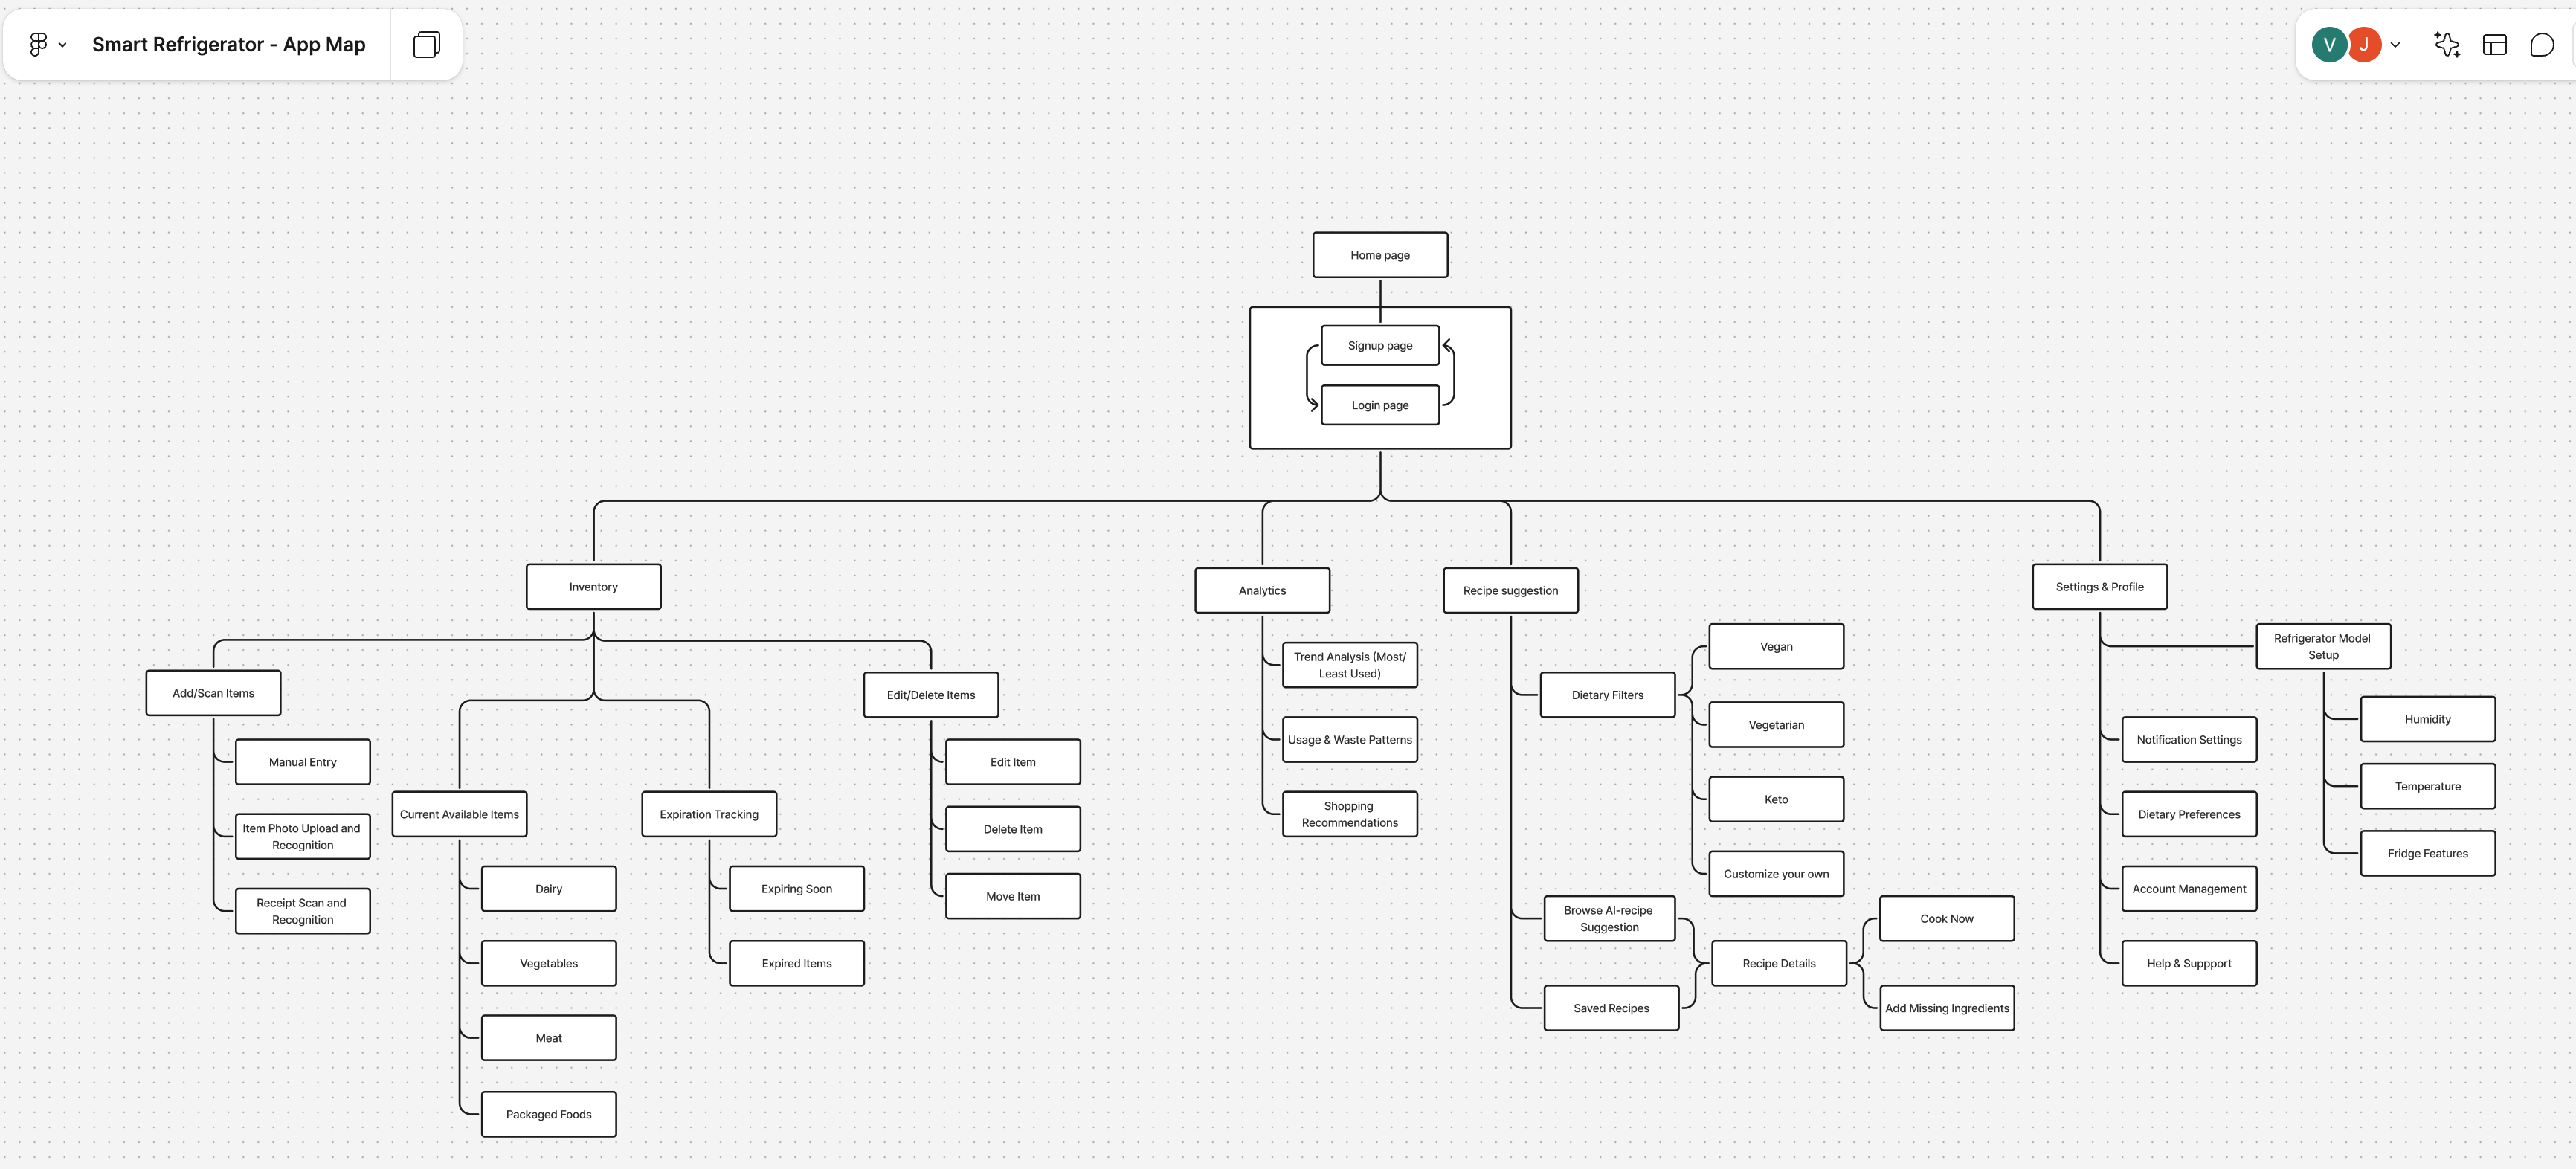 Smart Refrigerator - App Map
V
J
Home page
Signup page
Login page
Inventory
Analytics
Recipe suggestion
Settings & Profile
Add/Scan Items
Manual Entry
Item Photo Upload and
Recognition
Receipt Scan and
Recognition
Current Available Items
Dairy
Vegetables
Meat
Packaged Foods
Expiration Tracking
Expiring Soon
Expired Items
Edit/Delete Items
Edit Item
Delete Item
Move Item
Trend Analysis (Most/
Least Used)
Usage & Waste Patterns
Shopping
Recommendations
Dietary Filters
Vegan
Vegetarian
Keto
Customize your own
Browse AI-recipe
Suggestion
Saved Recipes
Recipe Details
Cook Now
Add Missing Ingredients
Refrigerator Model
Setup
Humidity
Temperature
Fridge Features
Notification Settings
Dietary Preferences
Account Management
Help & Suppport